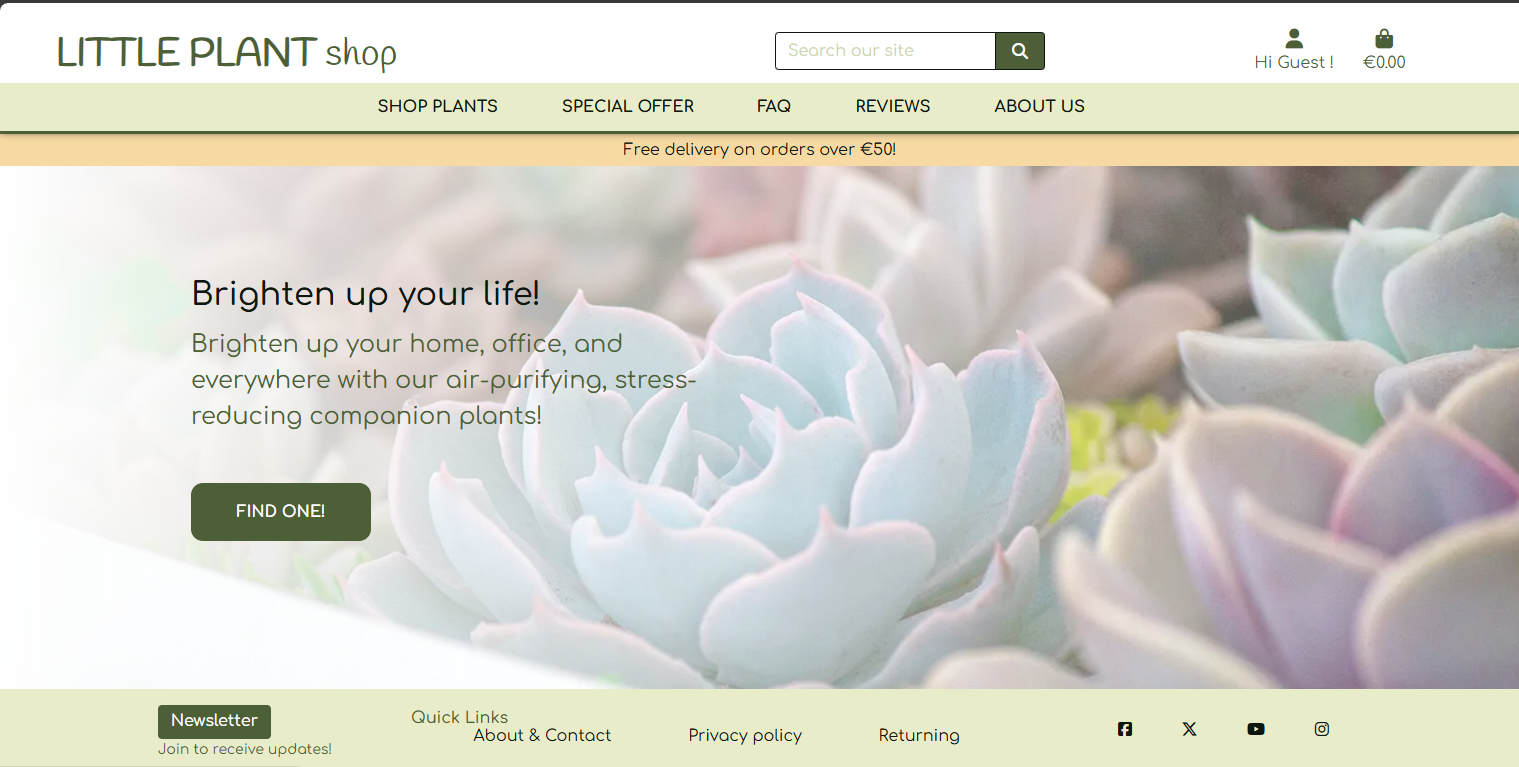 LITTLE PLANT shop
Search our site
Hi Guest !
€0.00
SHOP PLANTS
SPECIAL OFFER
FAQ
REVIEWS
ABOUT US
Free delivery on orders over €50!
Brighten up your life!
Brighten up your home, office, and
everywhere with our air-purifying, stress-
reducing companion plants!
FIND ONE!
Newsletter
Join to receive updates!
Quick Links
About & Contact
Privacy policy
Returning